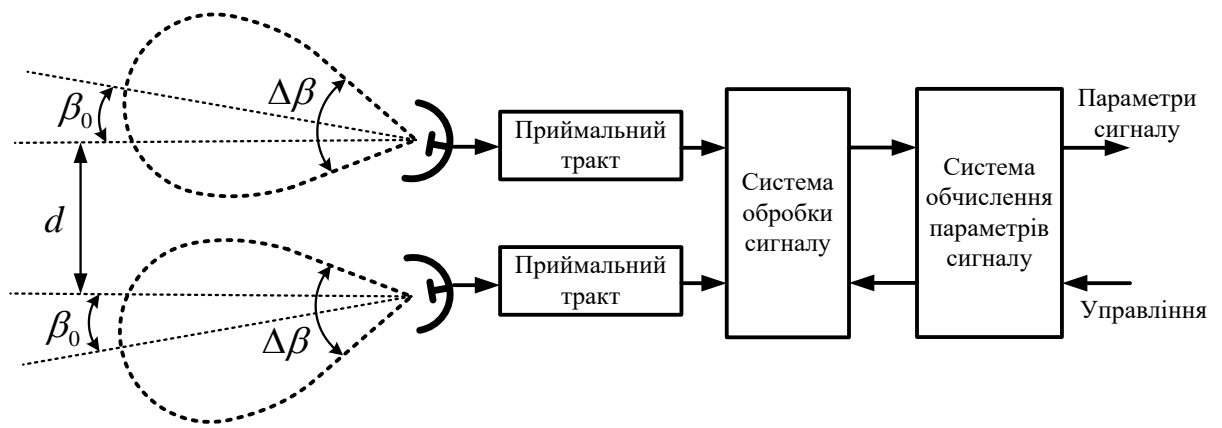 β₀
Δβ
d
β₀
Δβ
Приймальний
тракт
Приймальний
тракт
Система
обробки
сигналу
Система
обчислення
параметрів
сигналу
Параметри
сигналу
Управління